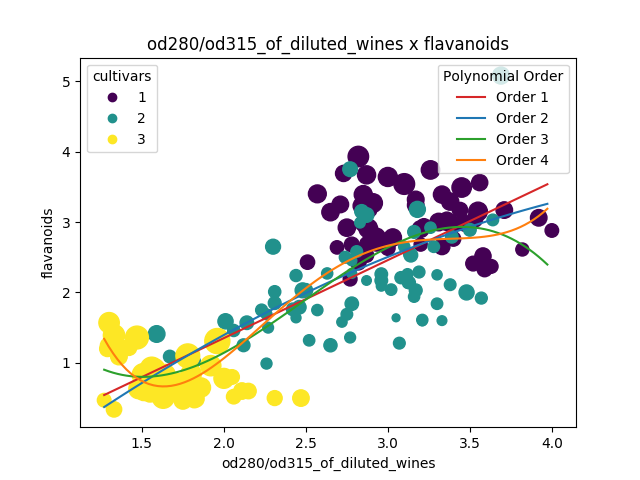 od280/od315_of_diluted_wines x flavanoids
cultivars
1
2
3
Polynomial Order
Order 1
Order 2
Order 3
Order 4
flavanoids
5
4
3
2
1
1.5 2.0 2.5 3.0 3.5 4.0
od280/od315_of_diluted_wines